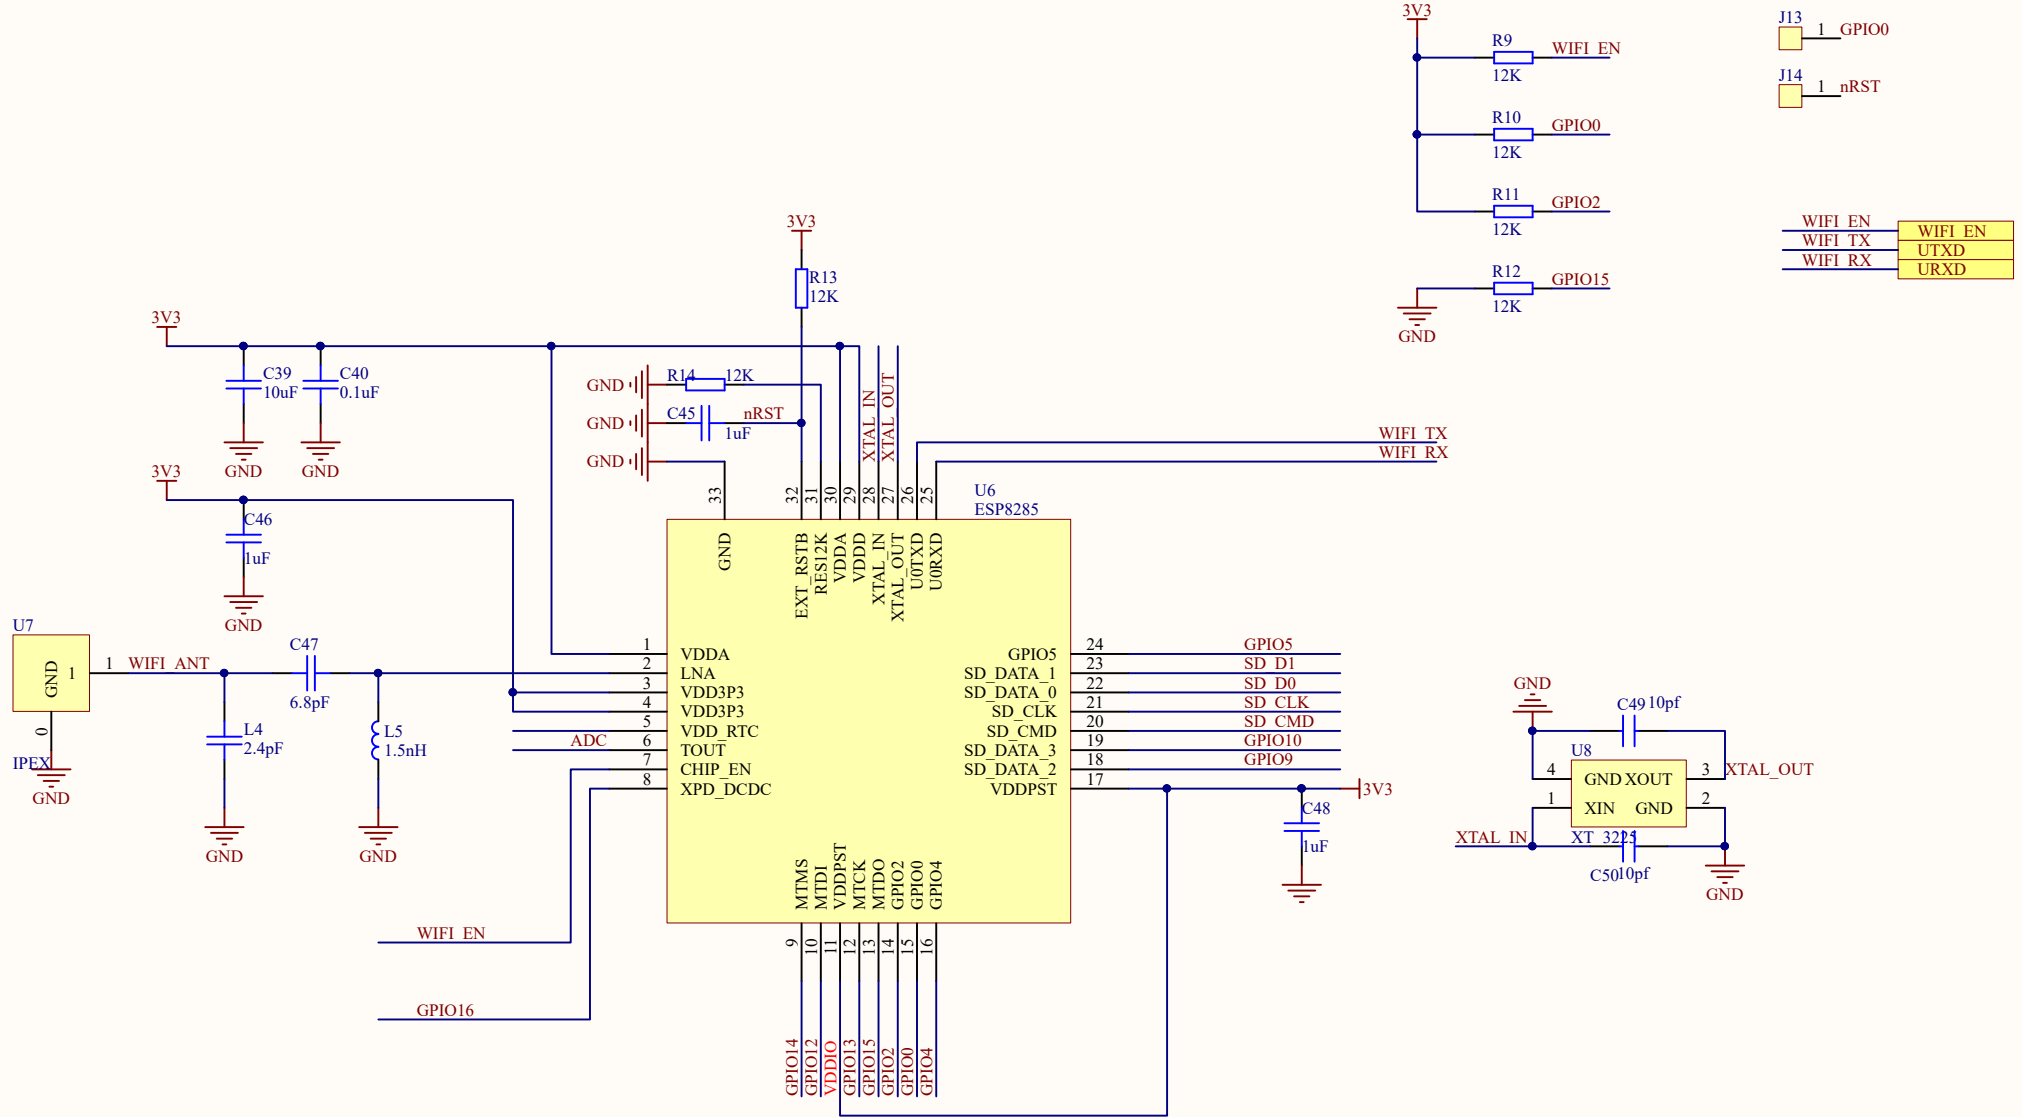 3V3
R9
WIFI_EN
12K
R10
GPIO0
12K
R11
GPIO2
12K
R12
GPIO15
12K
GND
J13
1
GPIO0
J14
1
nRST
WIFI_EN
WIFI_EN
WIFI_TX
UTXD
WIFI_RX
URXD
3V3
R13
12K
3V3
C39
10uF
C40
0.1uF
GND
GND
GND
R14
12K
GND
C45
nRST
1uF
GND
XTAL_IN
XTAL_OUT
WIFI_TX
WIFI_RX
3V3
C46
1uF
GND
33
32
31
30
29
28
27
26
25
U6
ESP8285
GND
EXT_RSTB
RES12K
VDDA
VDDD
XTAL_IN
XTAL_OUT
U0TXD
U0RXD
U7
GND
1
1
WIFI_ANT
0
IPEX
GND
C47
6.8pF
L4
2.4pF
GND
L5
1.5nH
GND
1
VDDA
2
LNA
3
VDD3P3
4
VDD3P3
5
VDD_RTC
ADC
6
TOUT
7
CHIP_EN
8
XPD_DCDC
GPIO5
24
GPIO5
SD_DATA_1
23
SD_D1
SD_DATA_0
22
SD_D0
SD_CLK
21
SD_CLK
SD_CMD
20
SD_CMD
SD_DATA_3
19
GPIO10
SD_DATA_2
18
GPIO9
VDDPST
17
3V3
C48
1uF
WIFI_EN
GPIO16
MTMS
MTDI
VDDPST
MTCK
MTDO
GPIO2
GPIO0
GPIO4
9
10
11
12
13
14
15
16
GPIO14
GPIO12
VDDIO
GPIO13
GPIO15
GPIO2
GPIO0
GPIO4
GND
C49
10pf
U8
4
GND
XOUT
3
XTAL_OUT
1
XIN
GND
2
XTAL_IN
XT_3225
C50
10pf
GND